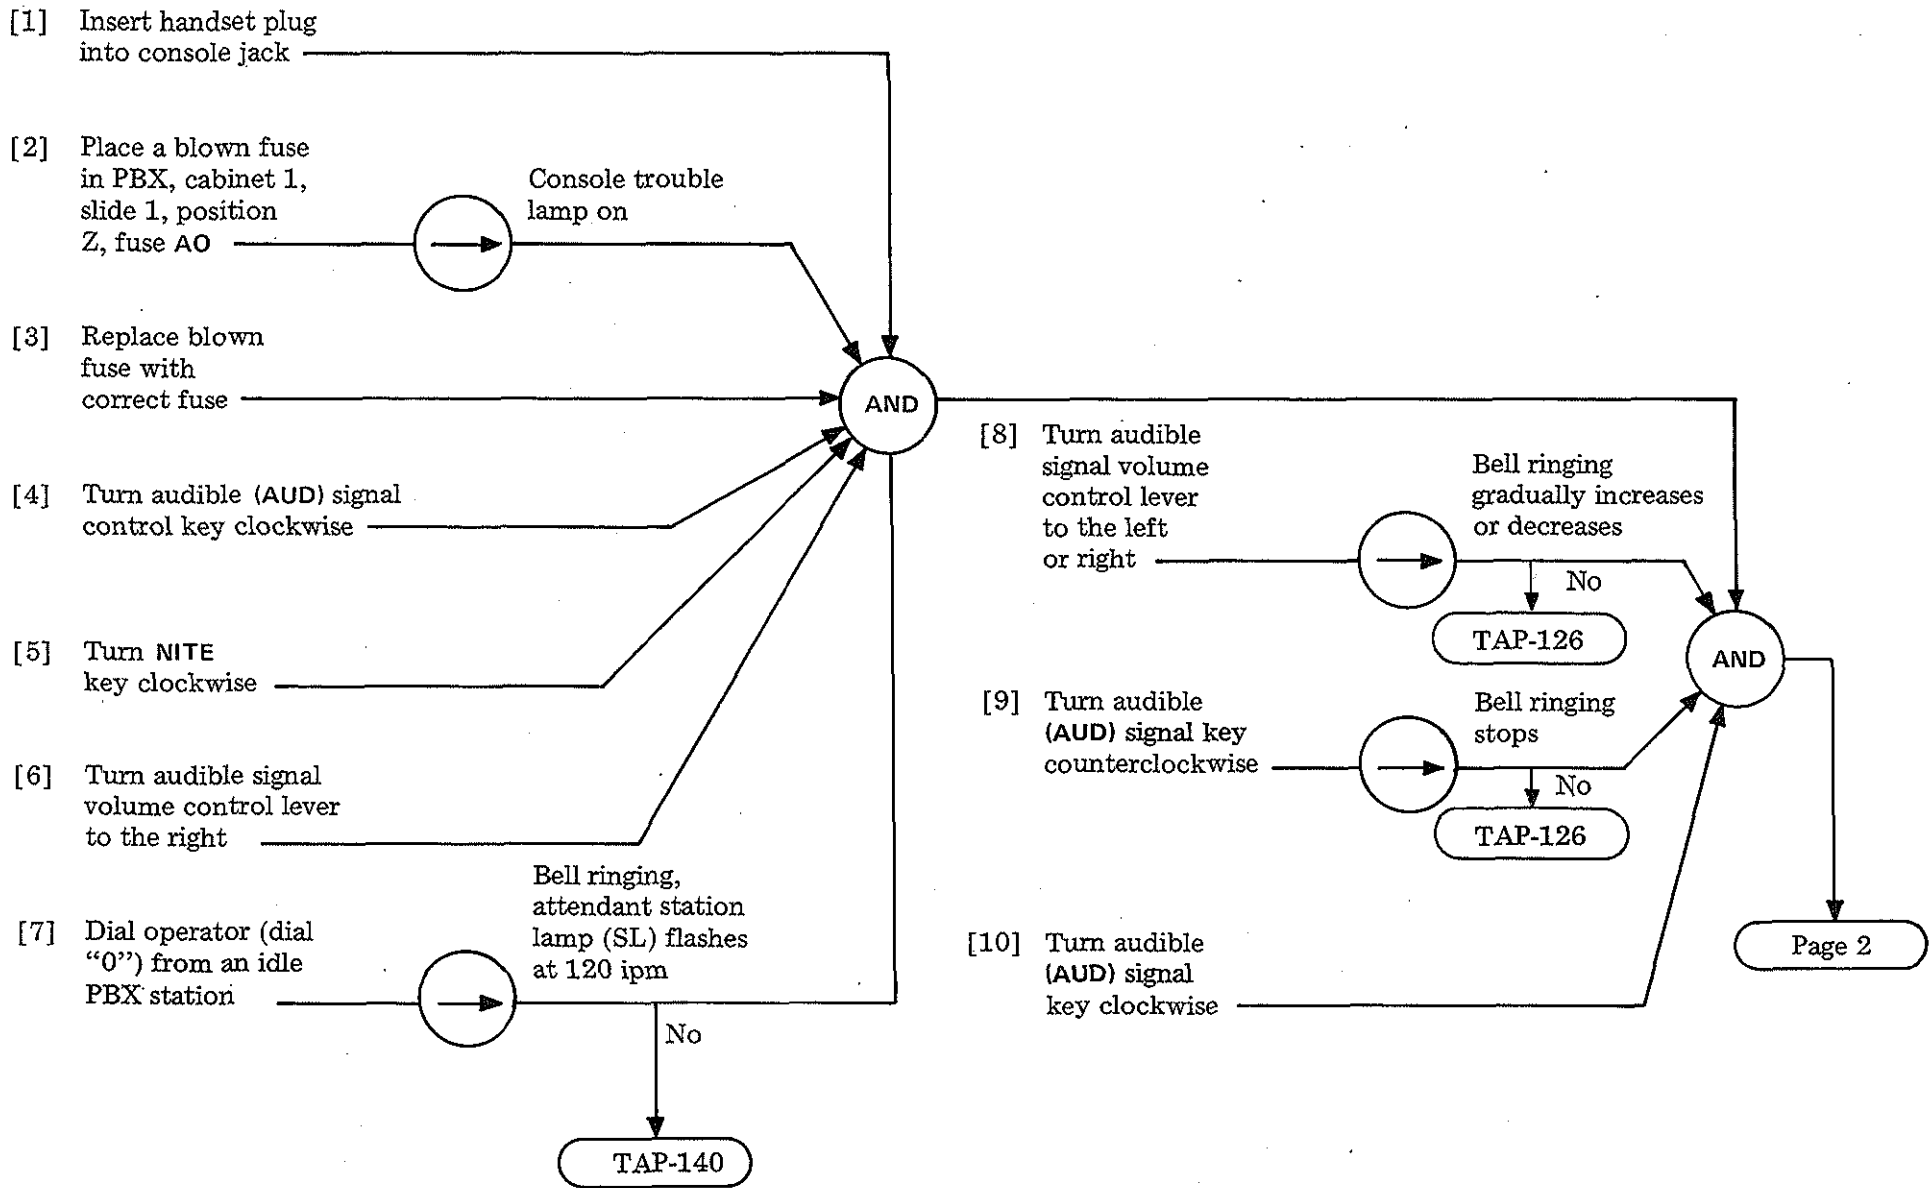 [1] Insert handset plug
into console jack
[2] Place a blown fuse
in PBX, cabinet 1,
slide 1, position
Z, fuse AO
Console trouble
lamp on
[3] Replace blown
fuse with
correct fuse
AND
[4] Turn audible (AUD) signal
control key clockwise
[5] Turn NITE
key clockwise
[6] Turn audible signal
volume control lever
to the right
[7] Dial operator (dial
“0”) from an idle
PBX station
Bell ringing,
attendant station
lamp (SL) flashes
at 120 ipm
No
TAP-140
[8] Turn audible
signal volume
control lever
to the left
or right
Bell ringing
gradually increases
or decreases
No
TAP-126
AND
[9] Turn audible
(AUD) signal key
counterclockwise
Bell ringing
stops
No
TAP-126
[10] Turn audible
(AUD) signal
key clockwise
Page 2